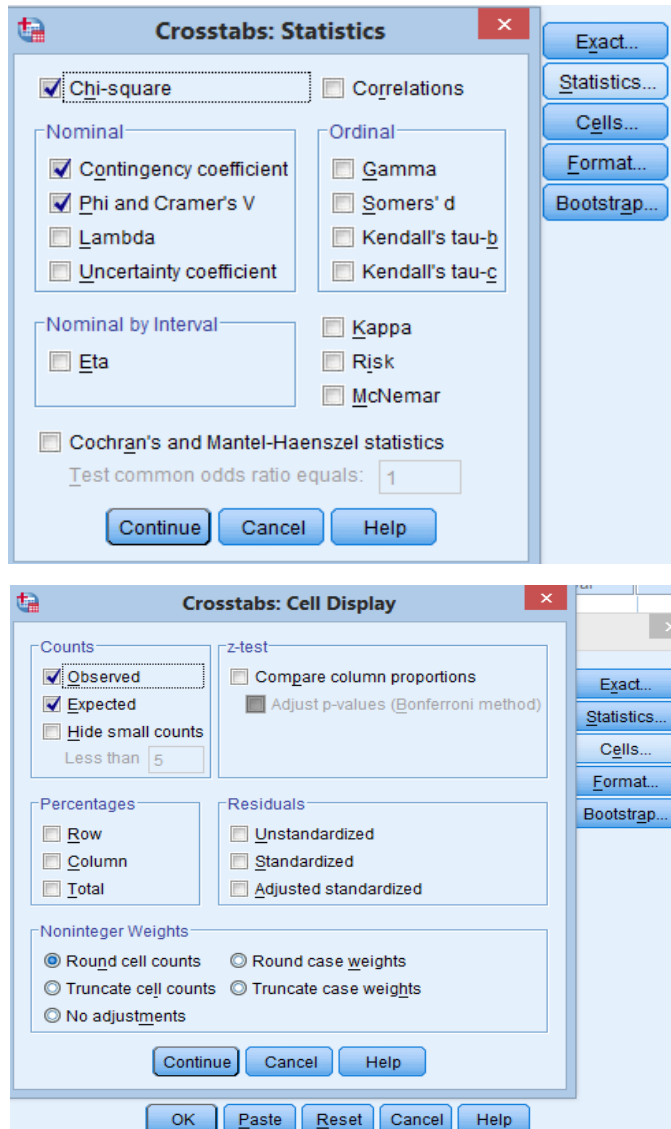 Crosstabs: Statistics
Exact...
Statistics...
Cells...
Format...
Bootstrap...
Chi-square
Correlations
Nominal
Contingency coefficient
Phi and Cramer's V
Lambda
Uncertainty coefficient
Ordinal
Gamma
Somers' d
Kendall's tau-b
Kendall's tau-c
Nominal by Interval
Eta
Kappa
Risk
McNemar
Cochran's and Mantel-Haenszel statistics
Test common odds ratio equals: 1
Continue Cancel Help
Crosstabs: Cell Display
Counts
Observed
Expected
Hide small counts
Less than 5
z-test
Compare column proportions
Adjust p-values (Bonferroni method)
Exact...
Statistics...
Cells...
Format...
Bootstrap...
Percentages
Row
Column
Total
Residuals
Unstandardized
Standardized
Adjusted standardized
Noninteger Weights
Round cell counts Round case weights
Truncate cell counts Truncate case weights
No adjustments
Continue Cancel Help
OK Paste Reset Cancel Help